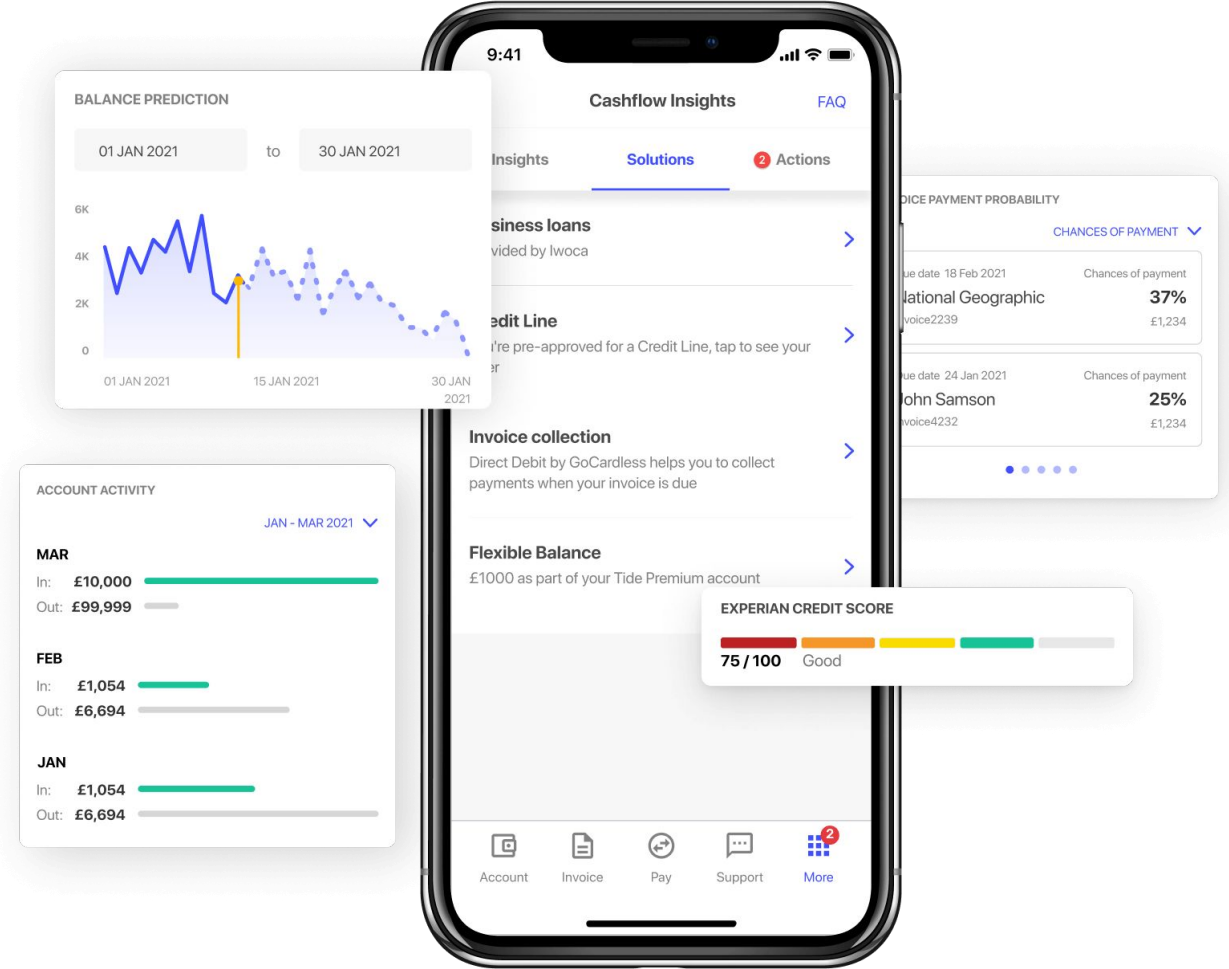 9:41
Cashflow Insights
FAQ
Insights
Solutions
2 Actions
siness loans
vided by Iwoca
edit Line
're pre-approved for a Credit Line, tap to see your
er
Invoice collection
Direct Debit by GoCardless helps you to collect
payments when your invoice is due
Flexible Balance
£1000 as part of your Tide Premium account
Account
Invoice
Pay
Support
2
More
BALANCE PREDICTION
01 JAN 2021 to 30 JAN 2021
6K
4K
2K
0
01 JAN 2021
15 JAN 2021
30 JAN
2021
ACCOUNT ACTIVITY
JAN - MAR 2021
MAR
In: £10,000
Out: £99,999
FEB
In: £1,054
Out: £6,694
JAN
In: £1,054
Out: £6,694
OICE PAYMENT PROBABILITY
CHANCES OF PAYMENT
ue date 18 Feb 2021 Chances of payment
National Geographic 37%
nvoice2239 £1,234
Due date 24 Jan 2021 Chances of payment
John Samson 25%
nvoice4232 £1,234
EXPERIAN CREDIT SCORE
75 / 100 Good